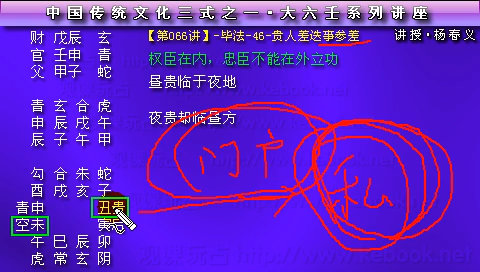 中国传统文化三式之一·大六壬系列讲座
财 戊辰 玄
官 壬申 青
父 甲子 蛇
【第066讲】-毕法-46-贵人差迭事参差
讲授·杨春义
权臣在内，忠臣不能在外立功
昼贵临于夜地
夜贵却临昼方
青 玄 合 虎
申 辰 戌 午
辰 子 午 甲
勾 合 朱 蛇
酉 戌 亥 子
青申 丑贵
空未
午 巳 辰 卯
虎 常 玄 阴
门户
私